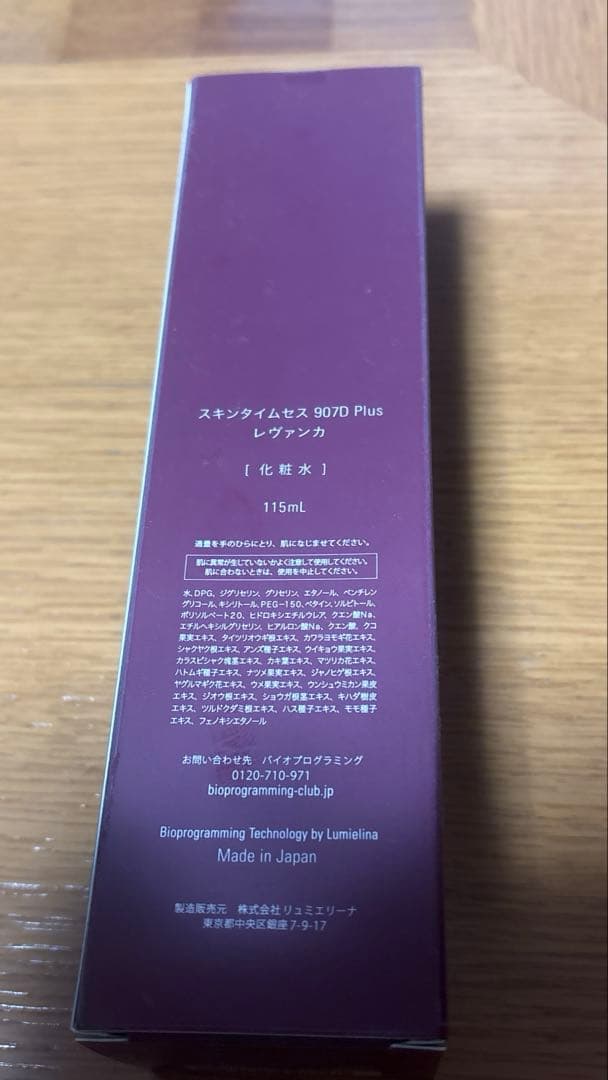 スキンタイムセス 907D Plus
レヴァンカ
[ 化粧水 ]
115mL
適量を手のひらにとり、肌になじませてください。
肌に異常が生じていないかよく注意して使用してください。
肌に合わないときは、使用を中止してください。
水、DPG、ジグリセリン、グリセリン、エタノール、ペンチレン
グリコール、キシリトール、PEG-150、ベタイン、ソルビトール、
ポリソルベート20、ヒドロキシエチルウレア、クエン酸Na、
エチルヘキシルグリセリン、ヒアルロン酸Na、クエン酸、クコ
果実エキス、タイツリオウギ根エキス、カワラヨモギ花エキス、
シャクヤク根エキス、アンズ種子エキス、ウイキョウ果実エキス、
カラスビシャク塊茎エキス、カキ葉エキス、マツリカ花エキス、
ハトムギ種子エキス、ナツメ果実エキス、ジャノヒゲ根エキス、
ヤグルマギク花エキス、ウメ果実エキス、ウンシュウミカン果皮
エキス、ジオウ根エキス、ショウガ根茎エキス、キハダ樹皮
エキス、ツルドクダミ根エキス、ハス種子エキス、モモ種子
エキス、フェノキシエタノール
お問い合わせ先　バイオプログラミング
0120-710-971
bioprogramming-club.jp
Bioprogramming Technology by Lumielina
Made in Japan
製造販売元　株式会社リュミエリーナ
東京都中央区銀座7-9-17